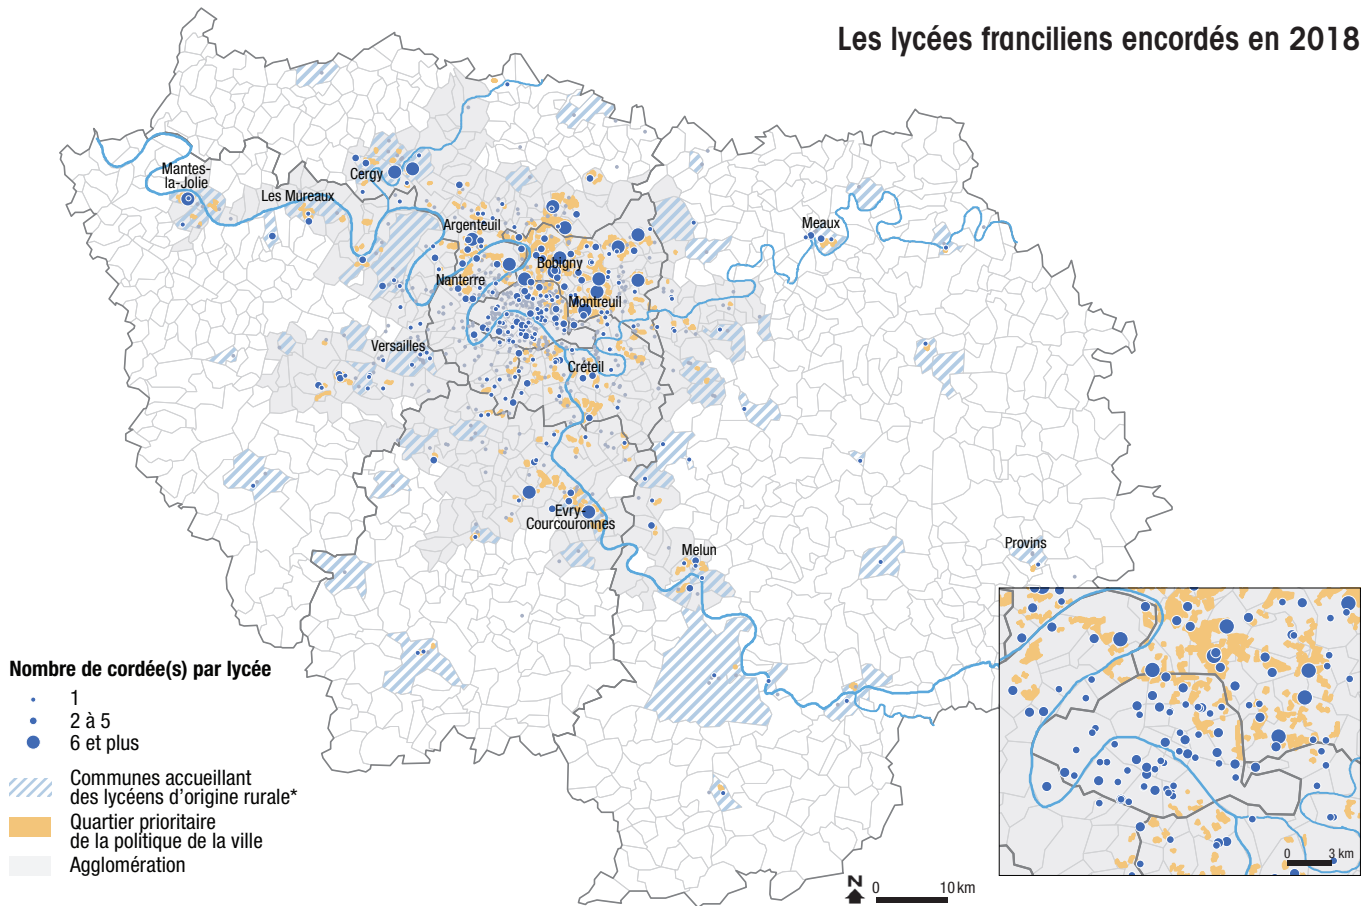 Les lycées franciliens encordés en 2018
Mantes-
la-Jolie
Les Mureaux
Cergy
Argenteuil
Bobigny
Nanterre
Montreuil
Meaux
Versailles
Créteil
Evry-
Courcouronnes
Melun
Provins
Nombre de cordée(s) par lycée
1
2 à 5
6 et plus
Communes accueillant
des lycéens d'origine rurale*
Quartier prioritaire
de la politique de la ville
Agglomération
N
0 10 km
0 3 km